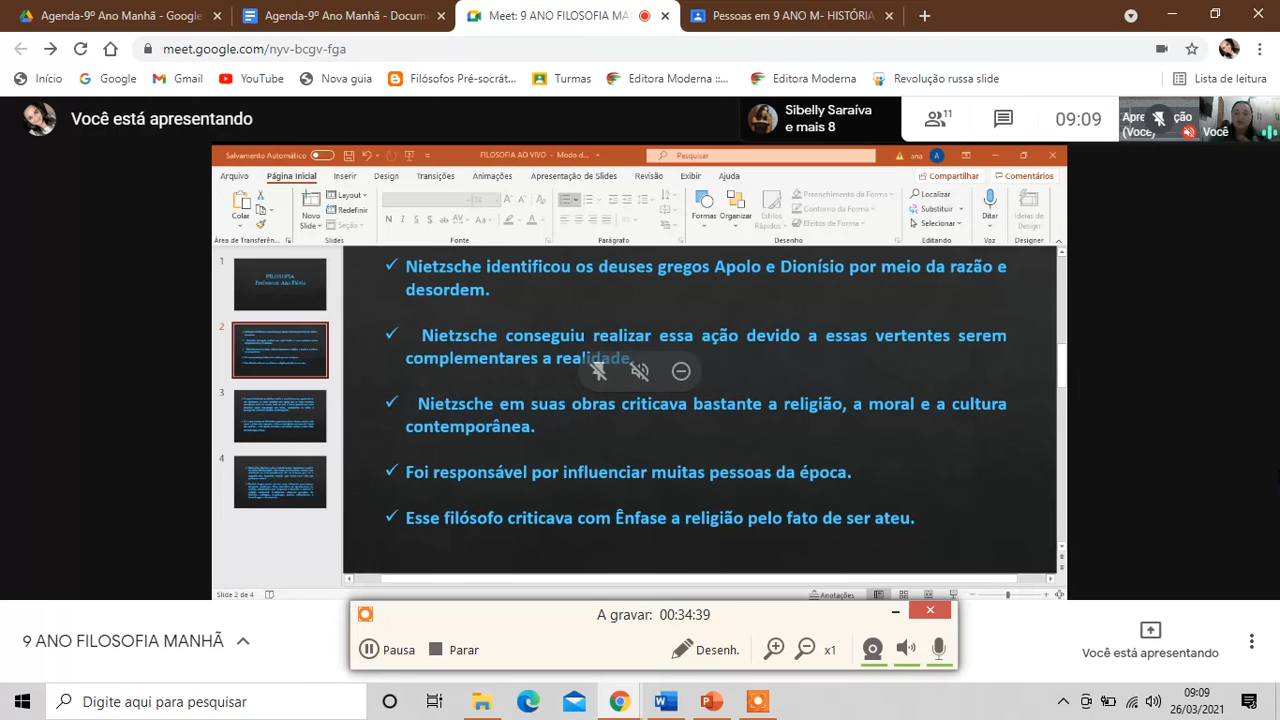 Agenda-9º Ano Manhã - Google
Agenda-9º Ano Manhã - Docum
Meet: 9 ANO FILOSOFIA MA
Pessoas em 9 ANO M- HISTÓRIA
meet.google.com/nyv-bcgv-fga
Início
Google
Gmail
YouTube
Nova guia
Filósofos Pré-socrát...
Turmas
Editora Moderna ::..
Editora Moderna
Revolução russa slide
Lista de leitura
Você está apresentando
Sibelly Saraíva
e mais 8
11
09:09
Apre
ção
(Voce,
Você
Salvamento Automático
FILOSOFIA AO VIVO - Modo d...
Pesquisar
ana
A
Arquivo
Página Inicial
Inserir
Design
Transições
Animações
Apresentação de Slides
Revisão
Exibir
Ajuda
Compartilhar
Comentários
Colar
Novo
Slide
Layout
Redefinir
Seção
Formas
Organizar
Estilos
Rápidos
Preenchimento da Forma
Contorno da Forma
Efeitos de Forma
Localizar
Substituir
Selecionar
Ditar
Ideias de
Design
Área de Transferên...
Slides
Fonte
Parágrafo
Desenho
Editando
Voz
Designer
1
FILOSOFIA
Professor Ana Flávia
2
3
4
Nietzsche identificou os deuses gregos Apolo e Dionísio por meio da razão e
desordem.
Nietzsche conseguiu realizar essa ação devido a essas vertentes serem
complementares a realidade.
Nietzsche em suas obras criticava bastante a religião, a moral e a cultura
contemporânea.
Foi responsável por influenciar muitas pessoas da época.
Esse filósofo criticava com Ênfase a religião pelo fato de ser ateu.
Slide 2 de 4
Anotações
A gravar: 00:34:39
Pausa
Parar
Desenh.
x1
9 ANO FILOSOFIA MANHÃ
Você está apresentando
Digite aqui para pesquisar
09:09
26/03/2021